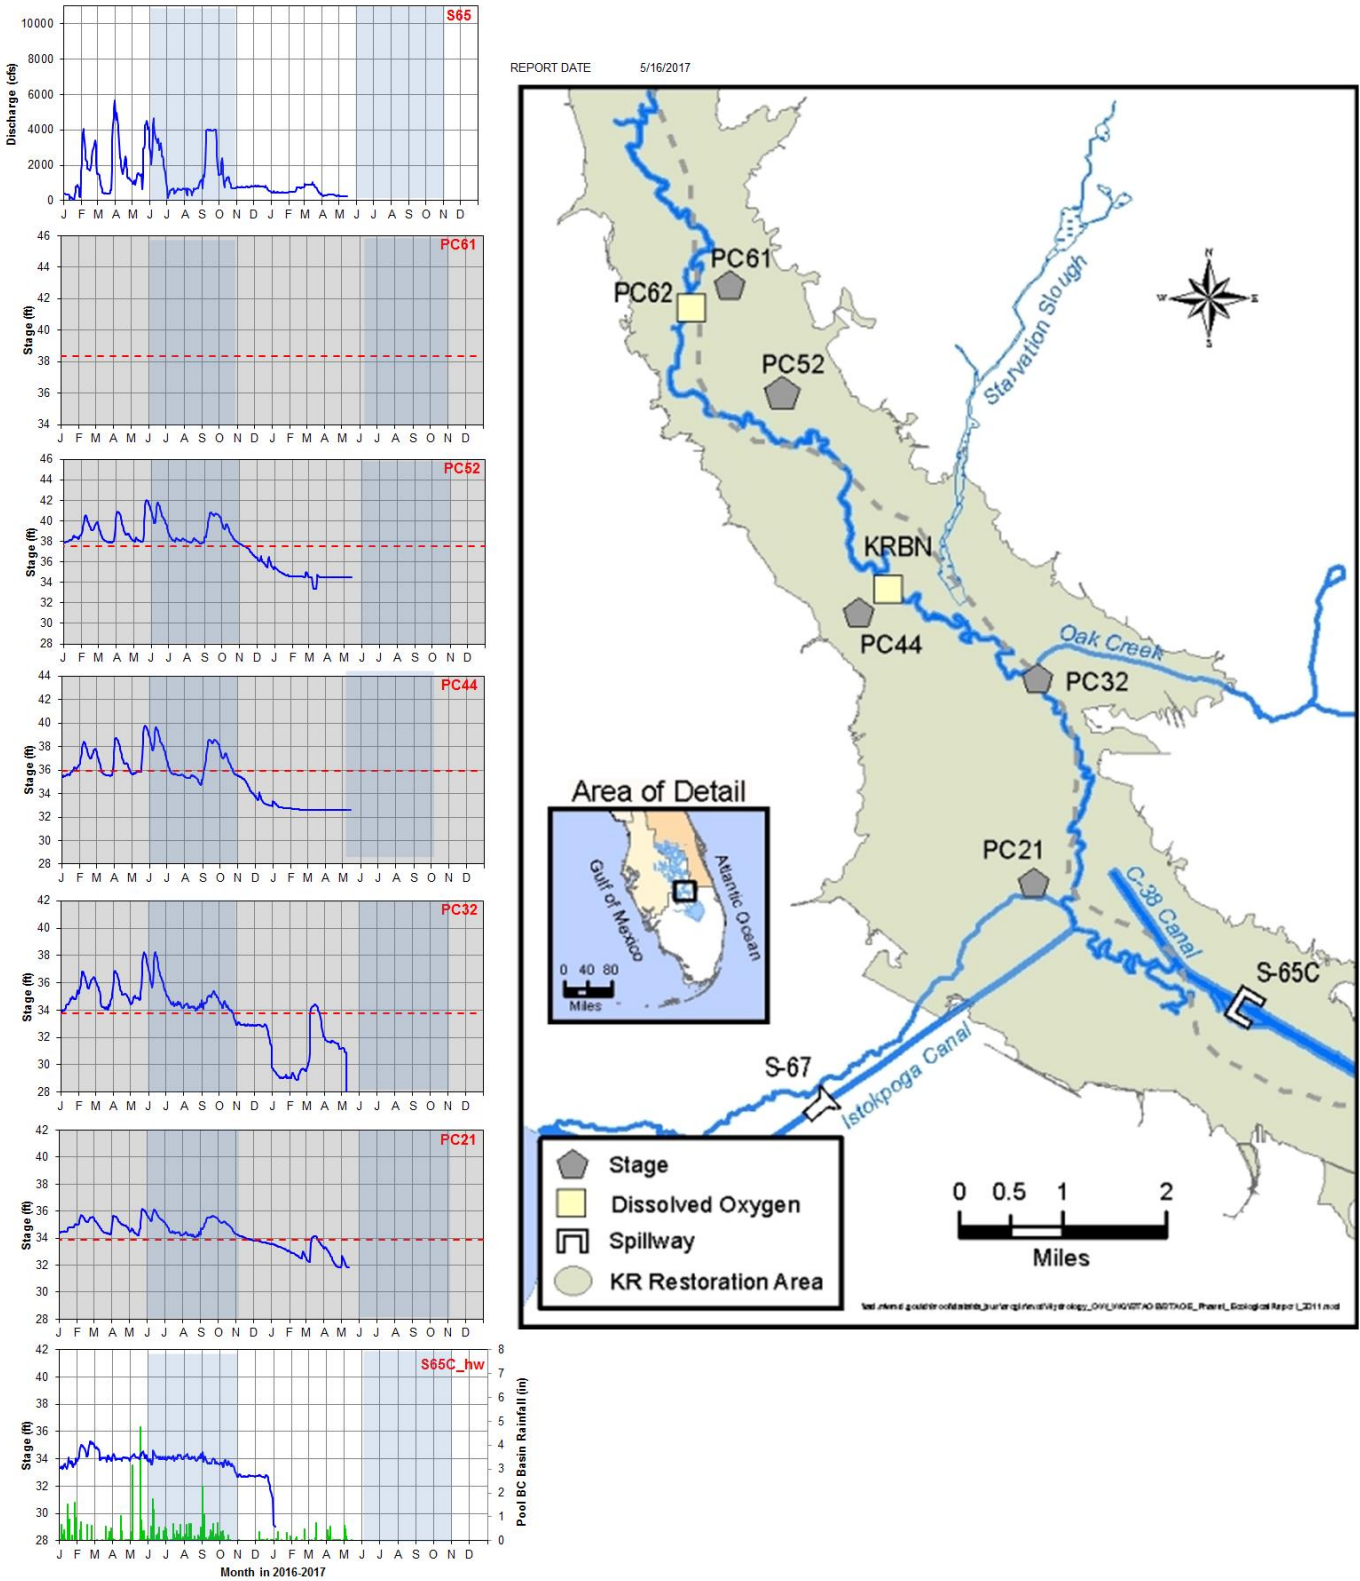 S65
10000
8000
6000
4000
2000
0
Discharge (cfs)
J F M A M J J A S O N D J F M A M J J A S O N D
PC61
46
44
42
40
38
36
34
Stage (ft)
J F M A M J J A S O N D J F M A M J J A S O N D
PC52
46
44
42
40
38
36
34
32
30
28
Stage (ft)
J F M A M J J A S O N D J F M A M J J A S O N D
PC44
44
42
40
38
36
34
32
30
28
Stage (ft)
J F M A M J J A S O N D J F M A M J J A S O N D
PC32
42
40
38
36
34
32
30
28
Stage (ft)
J F M A M J J A S O N D J F M A M J J A S O N D
PC21
42
40
38
36
34
32
30
28
Stage (ft)
J F M A M J J A S O N D J F M A M J J A S O N D
S65C_hw
42
40
38
36
34
32
30
28
Stage (ft)
8
7
6
5
4
3
2
1
0
Pool BC Basin Rainfall (in)
J F M A M J J A S O N D J F M A M J J A S O N D
Month in 2016-2017
REPORT DATE 5/16/2017
PC61
PC62
PC52
Starvation Slough
N
W E
S
KRBN
PC44
Oak Creek
PC32
Area of Detail
Gulf of Mexico
Atlantic Ocean
0 40 80
Miles
PC21
C-38 Canal
S-65C
S-67
Istokpoga Canal
Stage
Dissolved Oxygen
Spillway
KR Restoration Area
0 0.5 1 2
Miles